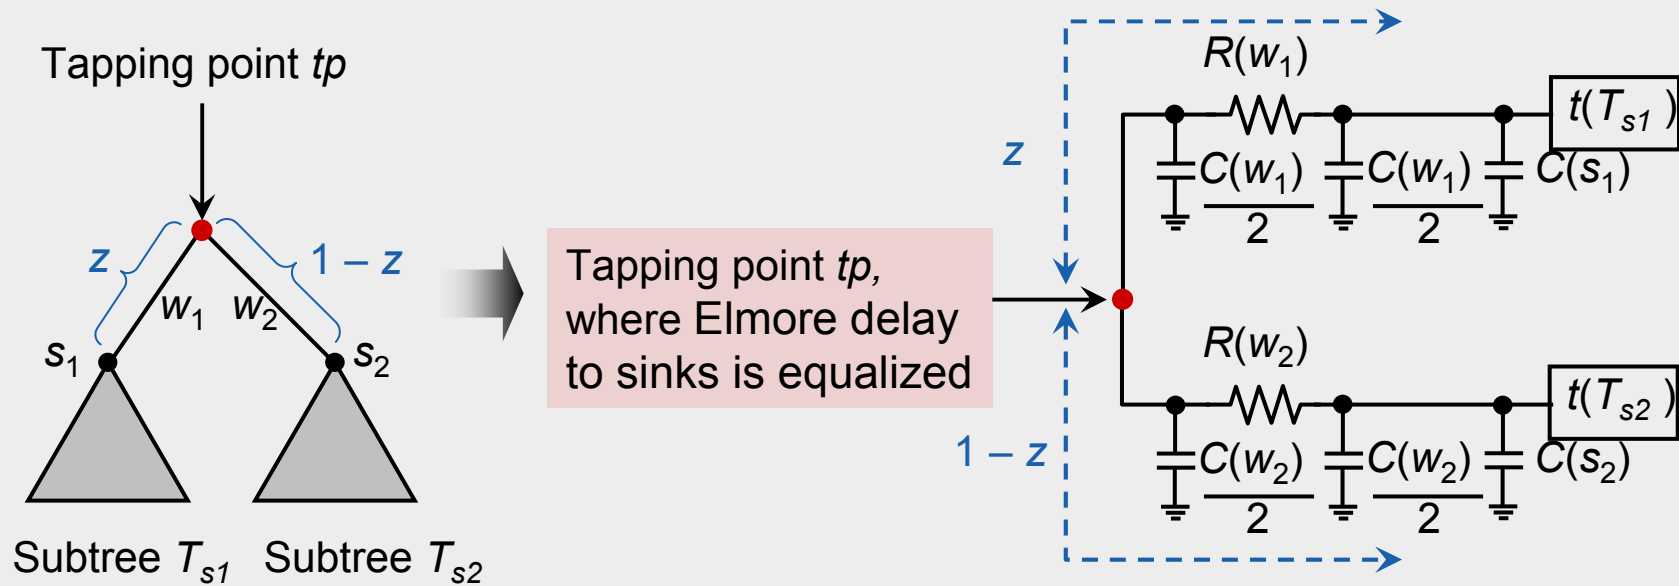 Tapping point tp
z
1 – z
w1
w2
s1
s2
Subtree Ts1
Subtree Ts2
Tapping point tp,
where Elmore delay
to sinks is equalized
z
1 – z
R(w1)
t(Ts1)
C(w1)
2
C(w1)
2
C(s1)
R(w2)
t(Ts2)
C(w2)
2
C(w2)
2
C(s2)